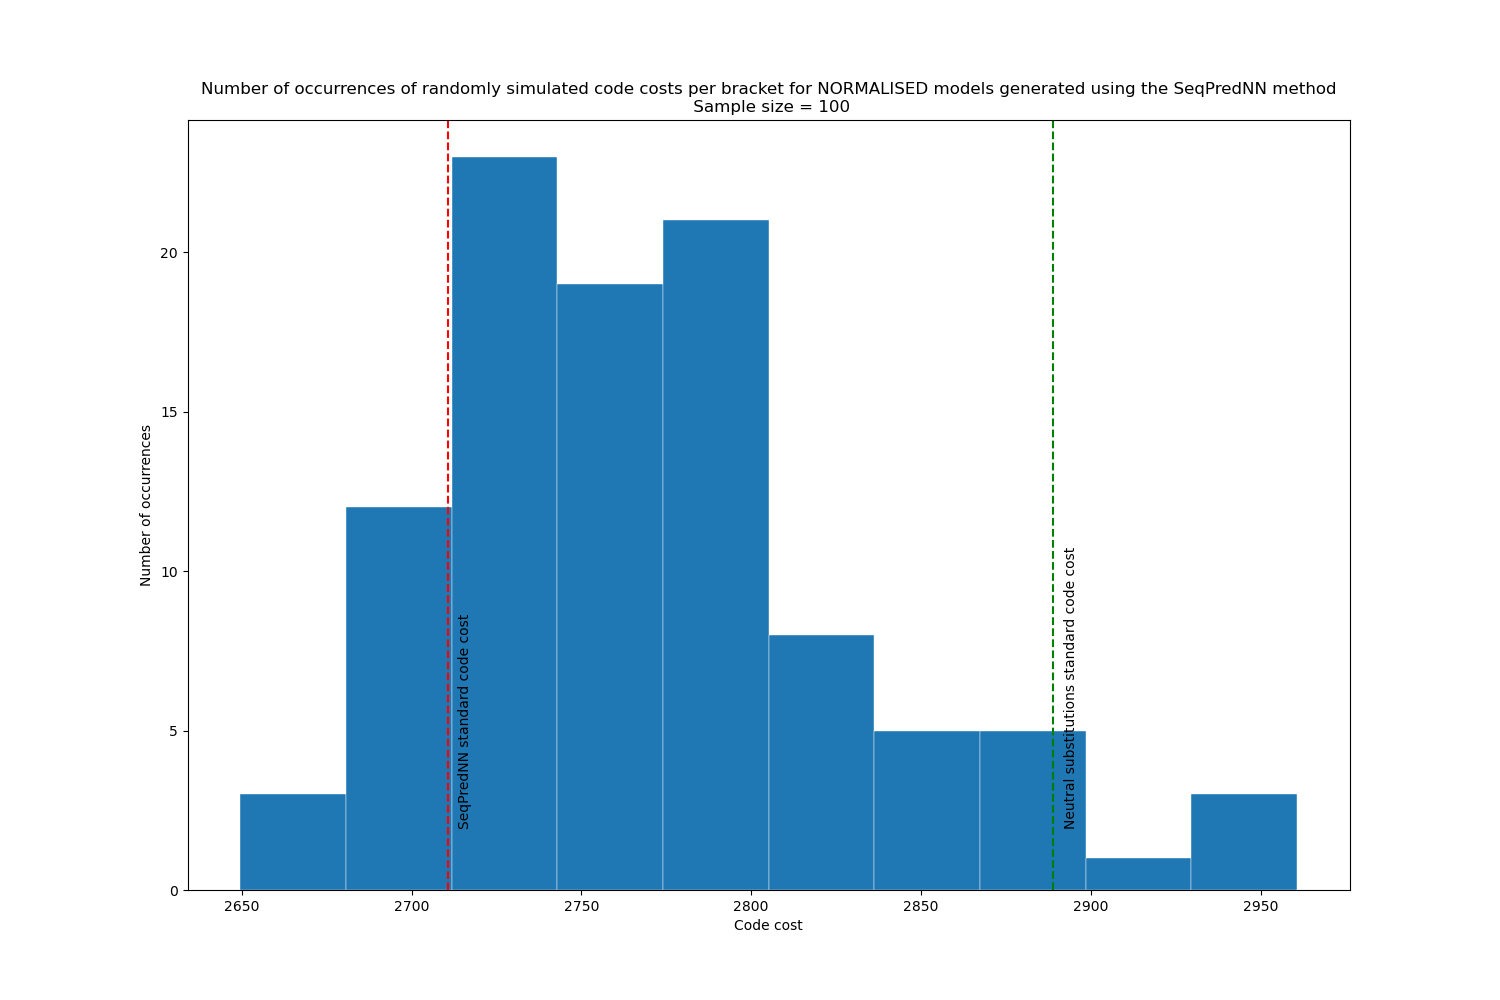 Number of occurrences of randomly simulated code costs per bracket for NORMALISED models generated using the SeqPredNN method
Sample size = 100
Number of occurrences
20
15
10
5
0
SeqPredNN standard code cost
Neutral substitutions standard code cost
2650
2700
2750
2800
2850
2900
2950
Code cost